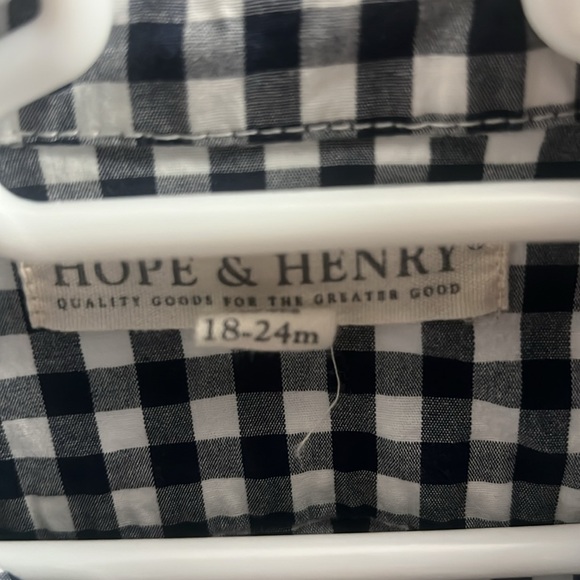 HOPE & HENRY
QUALITY GOODS FOR THE GREATER GOOD
18-24m